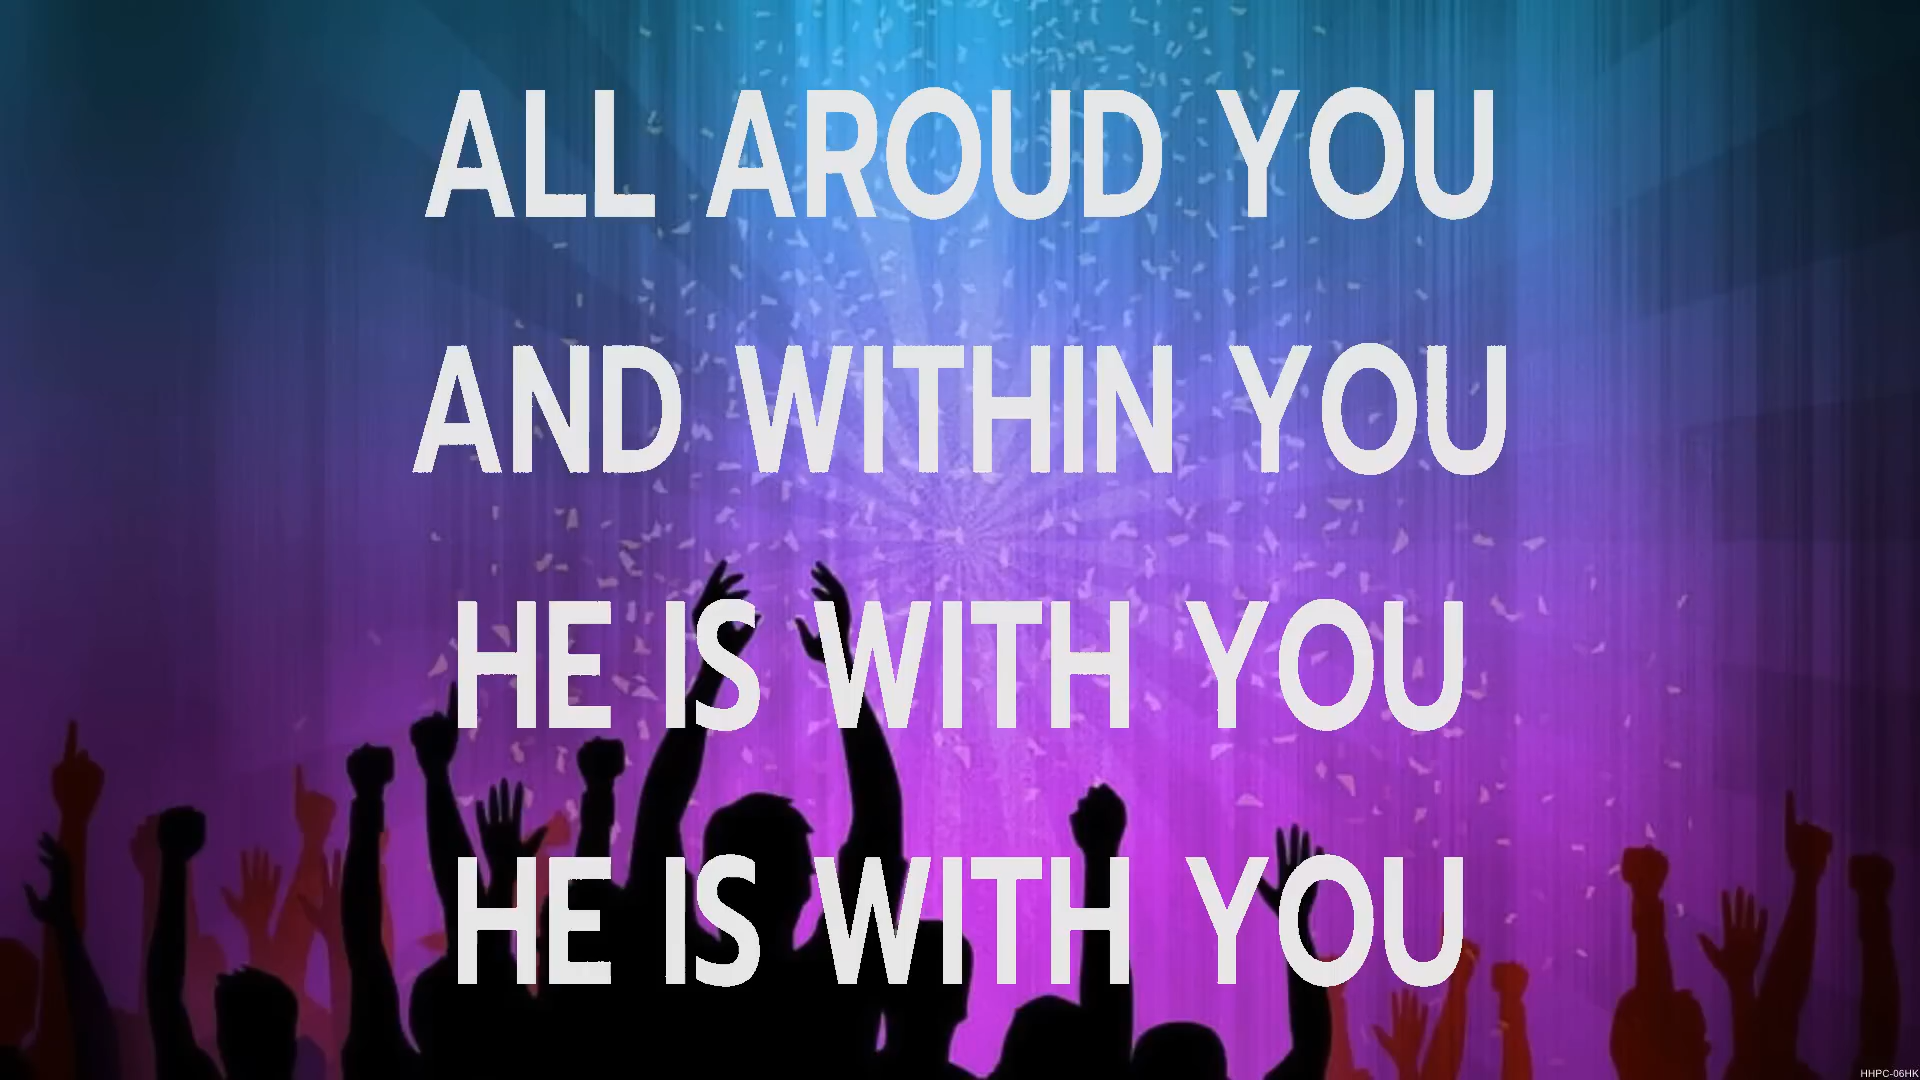 ALL AROUD YOU
AND WITHIN YOU
HE IS WITH YOU
HE IS WITH YOU
HHPC-06HK